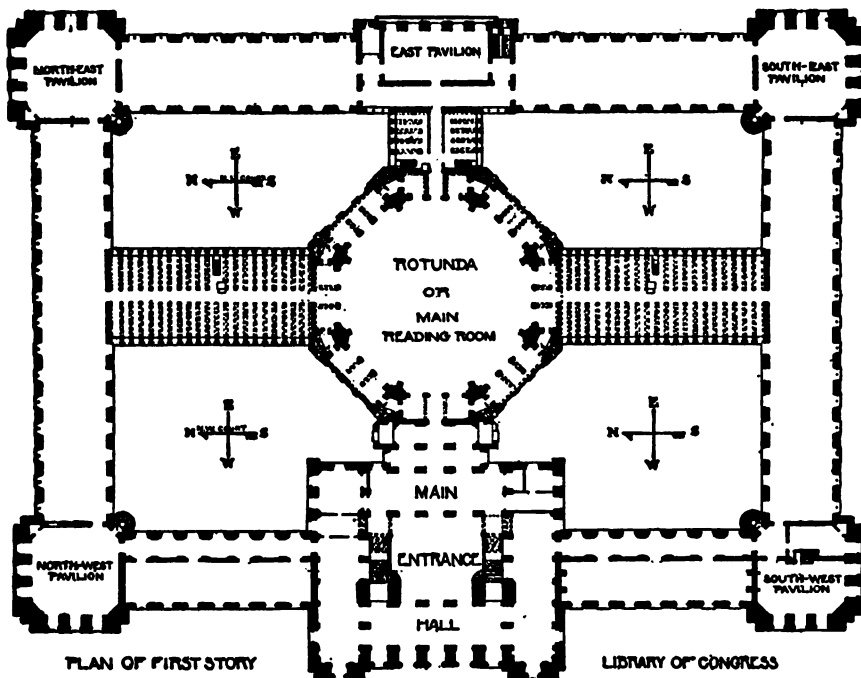 NORTH-EAST
PAVILION
EAST PAVILION
SOUTH-EAST
PAVILION
E
N S
W
E
N S
W
ROTUNDA
OR
MAIN
READING ROOM
E
N S
W
E
N S
W
MAIN
ENTRANCE
HALL
NORTH-WEST
PAVILION
SOUTH-WEST
PAVILION
PLAN OF FIRST STORY
LIBRARY OF CONGRESS